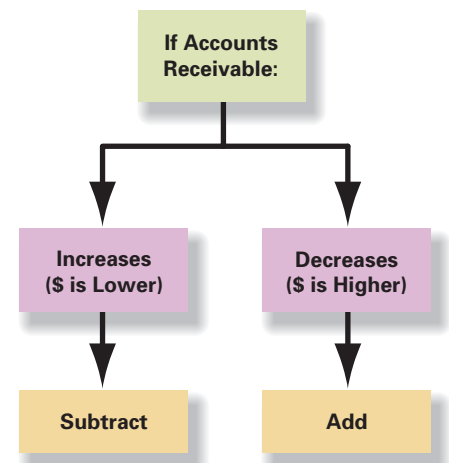 If Accounts
Receivable:
Increases
($ is Lower)
Decreases
($ is Higher)
Subtract
Add